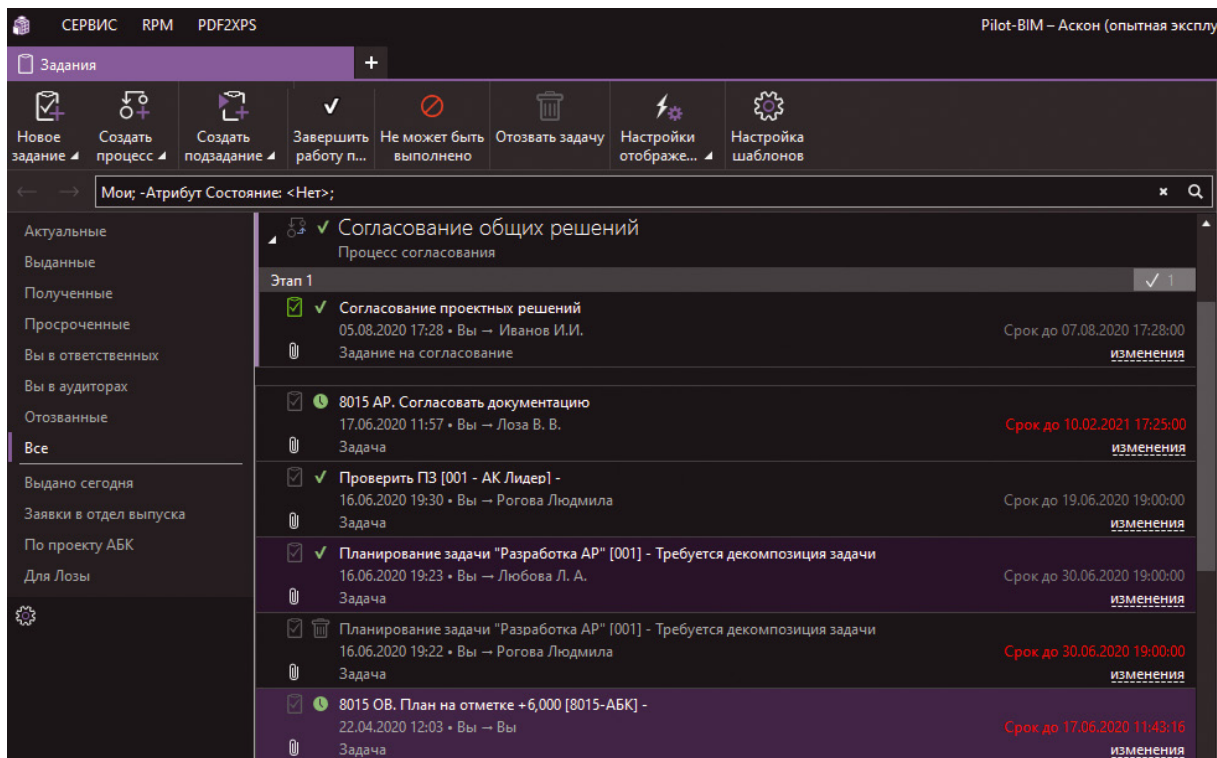 СЕРВИС RPM PDF2XPS Pilot-BIM – Аскон (опытная эксплу
Задания +
Новое задание
Создать процесс
Создать подзадание
Завершить работу п...
Не может быть выполнено
Отозвать задачу
Настройки отображе...
Настройка шаблонов
Мои; -Атрибут Состояние: <Нет>;
Актуальные
Выданные
Полученные
Просроченные
Вы в ответственных
Вы в аудиторах
Отозванные
Все
Выдано сегодня
Заявки в отдел выпуска
По проекту АБК
Для Лозы
Согласование общих решений
Процесс согласования
Этап 1 1
Согласование проектных решений
05.08.2020 17:28 • Вы → Иванов И.И. Срок до 07.08.2020 17:28:00
Задание на согласование изменения
8015 АР. Согласовать документацию
17.06.2020 11:57 • Вы → Лоза В. В. Срок до 10.02.2021 17:25:00
Задача изменения
Проверить ПЗ [001 - АК Лидер] -
16.06.2020 19:30 • Вы → Рогова Людмила Срок до 19.06.2020 19:00:00
Задача изменения
Планирование задачи "Разработка АР" [001] - Требуется декомпозиция задачи
16.06.2020 19:23 • Вы → Любова Л. А. Срок до 30.06.2020 19:00:00
Задача изменения
Планирование задачи "Разработка АР" [001] - Требуется декомпозиция задачи
16.06.2020 19:22 • Вы → Рогова Людмила Срок до 30.06.2020 19:00:00
Задача изменения
8015 ОВ. План на отметке +6,000 [8015-АБК] -
22.04.2020 12:03 • Вы → Вы Срок до 17.06.2020 11:43:16
Задача изменения